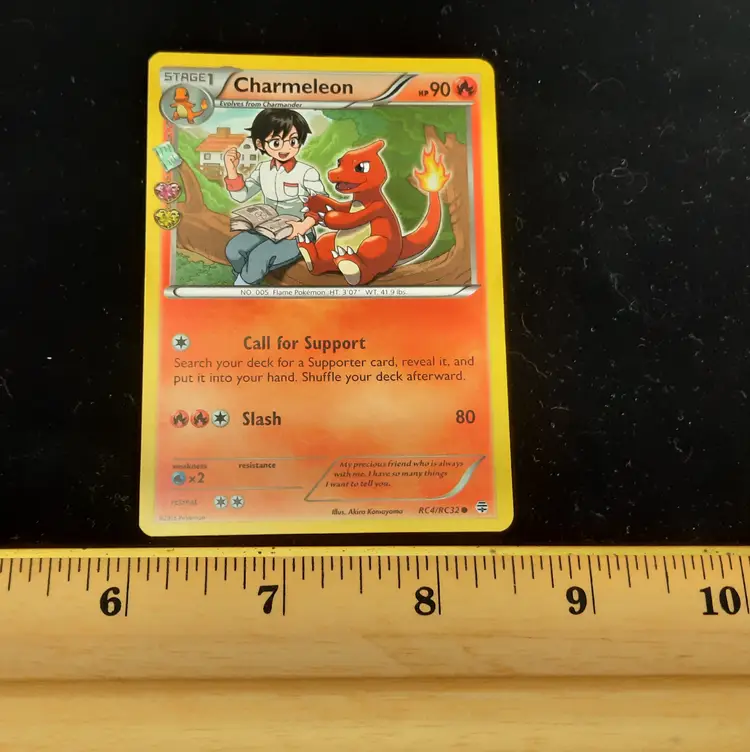 STAGE1 Charmeleon HP 90
Evolves from Charmander
NO. 005 Flame Pokémon HT. 3'07" WT. 41.9 lbs.
Call for Support
Search your deck for a Supporter card, reveal it, and
put it into your hand. Shuffle your deck afterward.
Slash 80
weakness resistance
×2
My precious friend who is always
with me. I have so many things
I want to tell you.
retreat
Illus. RC4/RC32
6 7 8 9 10